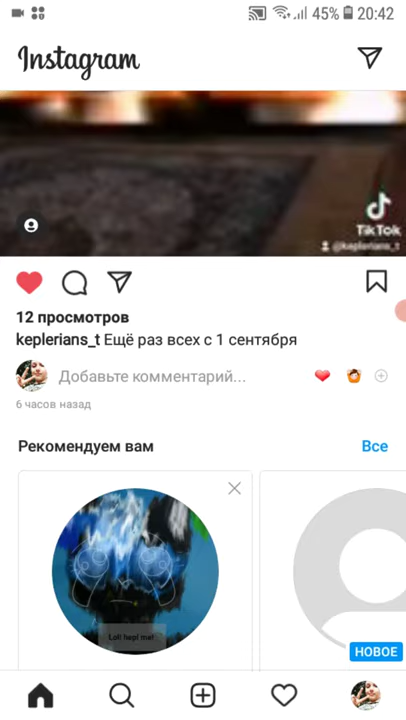 45% 20:42
Instagram
TikTok
@keplerians_t
12 просмотров
keplerians_t Ещё раз всех с 1 сентября
Добавьте комментарий...
6 часов назад
Рекомендуем вам Все
Loli hepl me!
НОВОЕ